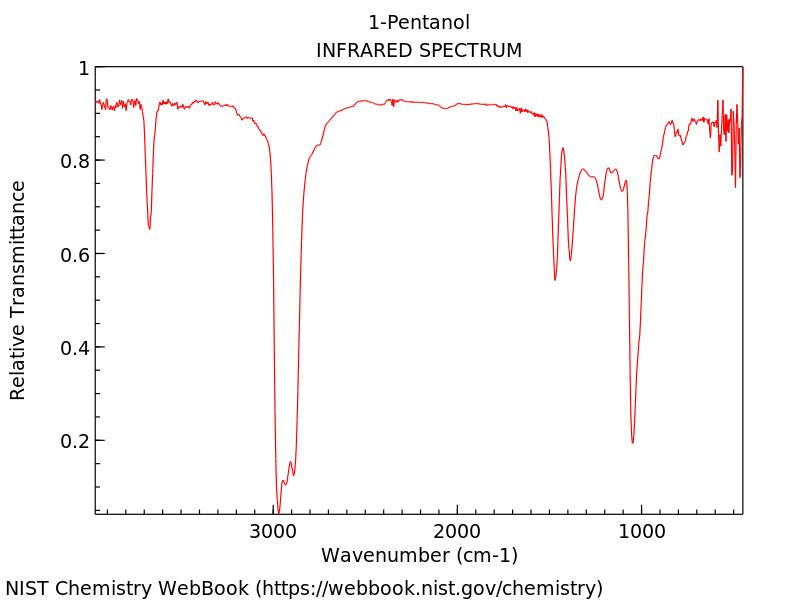 1-Pentanol
INFRARED SPECTRUM
1
0.8
0.6
0.4
0.2
Relative Transmittance
3000 2000 1000
Wavenumber (cm-1)
NIST Chemistry WebBook (https://webbook.nist.gov/chemistry)